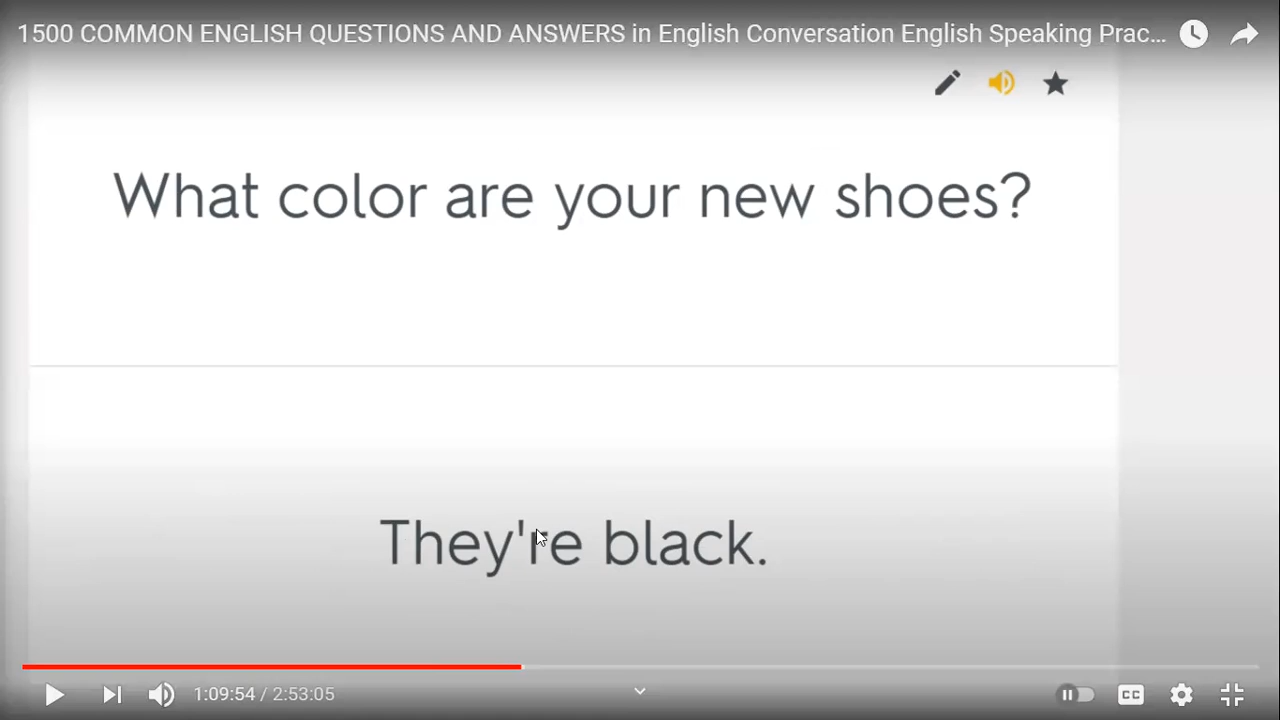 1500 COMMON ENGLISH QUESTIONS AND ANSWERS in English Conversation English Speaking Prac...
What color are your new shoes?
They're black.
1:09:54 / 2:53:05
CC